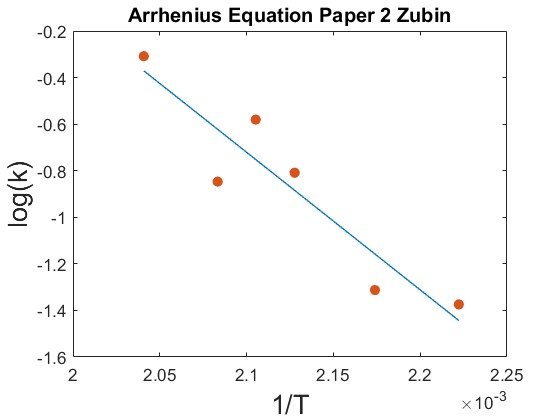 Arrhenius Equation Paper 2 Zubin
-0.2
-0.4
-0.6
-0.8
-1
-1.2
-1.4
-1.6
log(k)
2 2.05 2.1 2.15 2.2 2.25
×10⁻³
1/T